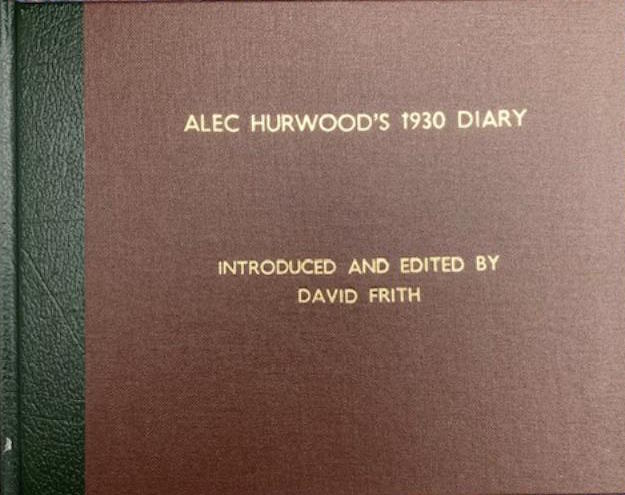 ALEC HURWOOD'S 1930 DIARY
INTRODUCED AND EDITED BY
DAVID FRITH